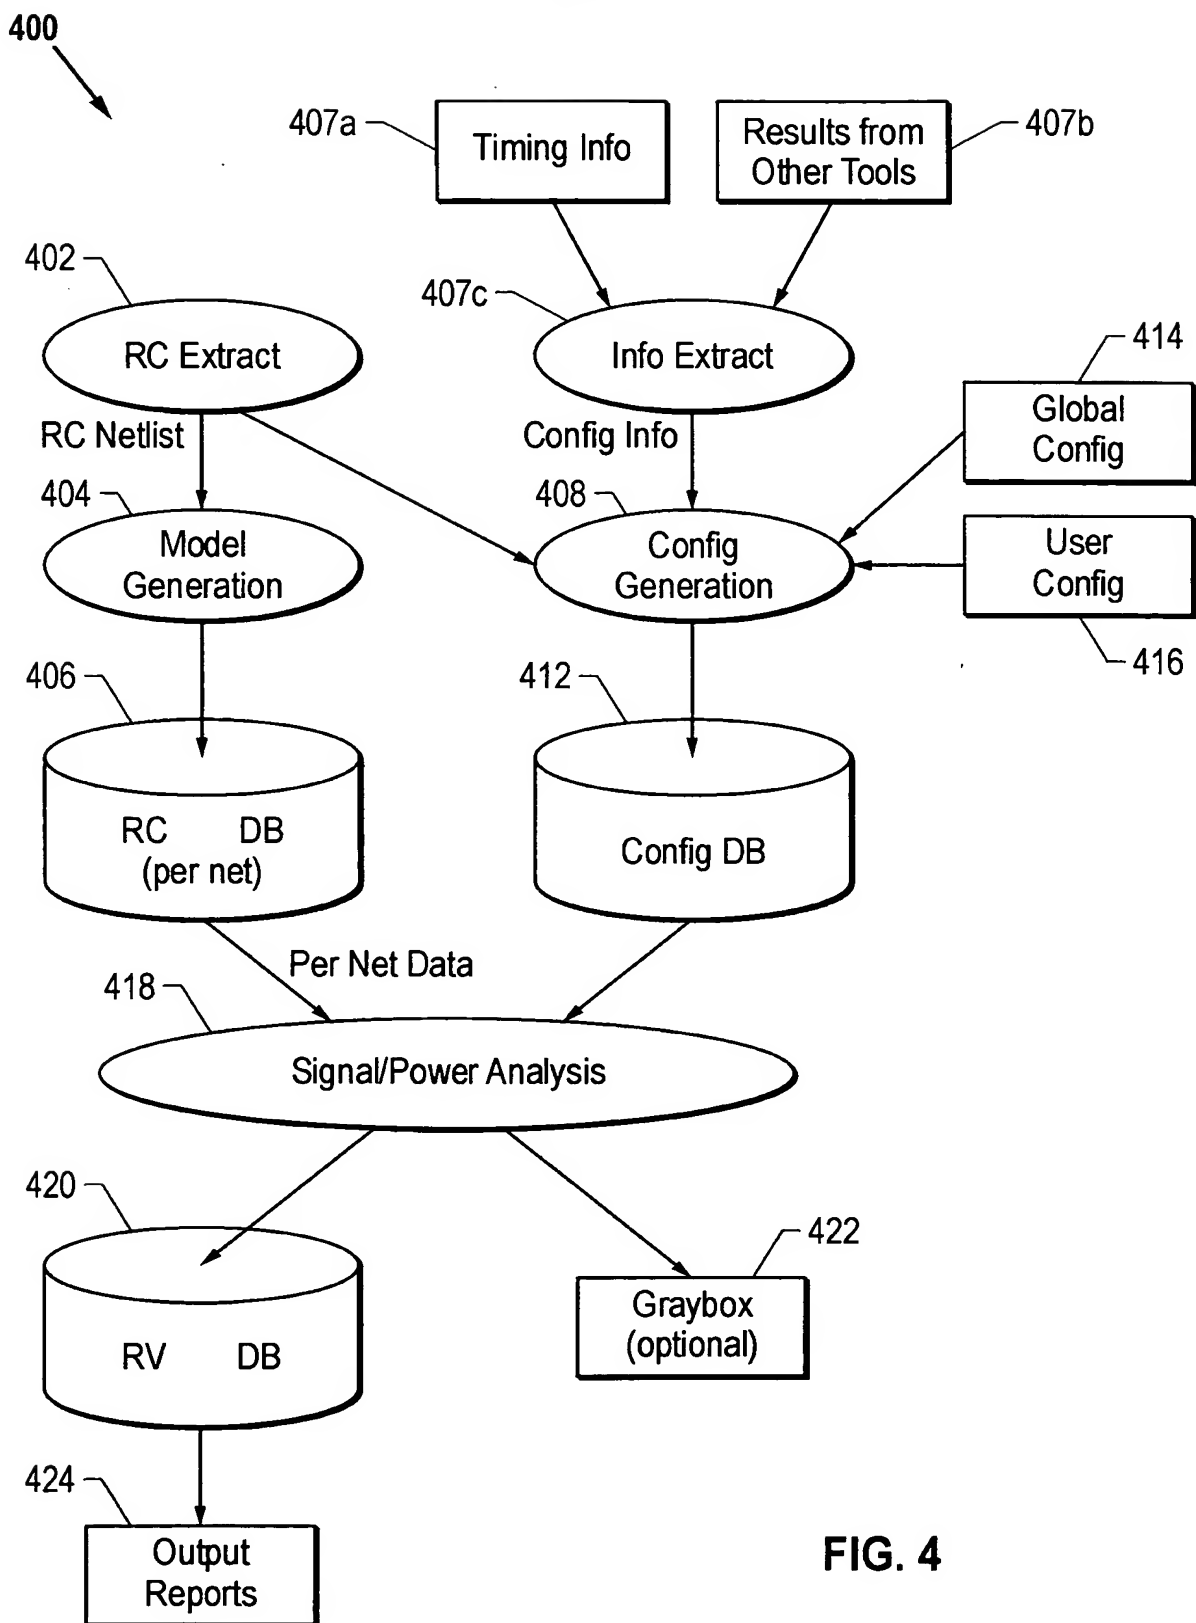 400
407a
Timing Info
Results from
Other Tools
407b
402
RC Extract
407c
Info Extract
414
Global
Config
RC Netlist
Config Info
404
Model
Generation
408
Config
Generation
User
Config
416
406
RC DB
(per net)
412
Config DB
Per Net Data
418
Signal/Power Analysis
420
RV DB
422
Graybox
(optional)
424
Output
Reports
FIG. 4